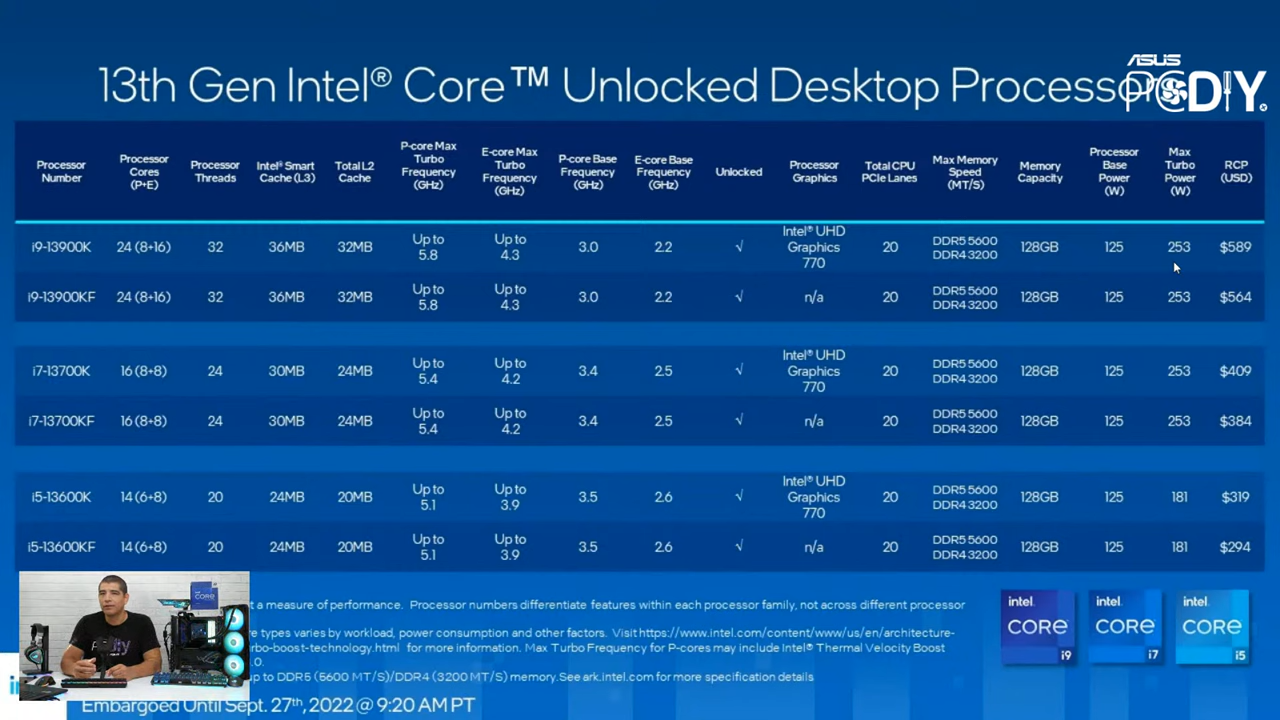 ASUS
PCDIY.
13th Gen Intel® Core™ Unlocked Desktop Processor
Processor Number
Processor Cores (P+E)
Processor Threads
Intel® Smart Cache (L3)
Total L2 Cache
P-core Max Turbo Frequency (GHz)
E-core Max Turbo Frequency (GHz)
P-core Base Frequency (GHz)
E-core Base Frequency (GHz)
Unlocked
Processor Graphics
Total CPU PCIe Lanes
Max Memory Speed (MT/S)
Memory Capacity
Processor Base Power (W)
Max Turbo Power (W)
RCP (USD)
i9-13900K 24 (8+16) 32 36MB 32MB Up to 5.8 Up to 4.3 3.0 2.2 √ Intel® UHD Graphics 770 20 DDR5 5600 DDR4 3200 128GB 125 253 $589
i9-13900KF 24 (8+16) 32 36MB 32MB Up to 5.8 Up to 4.3 3.0 2.2 √ n/a 20 DDR5 5600 DDR4 3200 128GB 125 253 $564
i7-13700K 16 (8+8) 24 30MB 24MB Up to 5.4 Up to 4.2 3.4 2.5 √ Intel® UHD Graphics 770 20 DDR5 5600 DDR4 3200 128GB 125 253 $409
i7-13700KF 16 (8+8) 24 30MB 24MB Up to 5.4 Up to 4.2 3.4 2.5 √ n/a 20 DDR5 5600 DDR4 3200 128GB 125 253 $384
i5-13600K 14 (6+8) 20 24MB 20MB Up to 5.1 Up to 3.9 3.5 2.6 √ Intel® UHD Graphics 770 20 DDR5 5600 DDR4 3200 128GB 125 181 $319
i5-13600KF 14 (6+8) 20 24MB 20MB Up to 5.1 Up to 3.9 3.5 2.6 √ n/a 20 DDR5 5600 DDR4 3200 128GB 125 181 $294
t a measure of performance. Processor numbers differentiate features within each processor family, not across different processor
e types varies by workload, power consumption and other factors. Visit https://www.intel.com/content/www/us/en/architecture-
rbo-boost-technology.html for more information. Max Turbo Frequency for P-cores may include Intel® Thermal Velocity Boost
.0.
up to DDR5 (5600 MT/S)/DDR4 (3200 MT/S) memory. See ark.intel.com for more specification details
Embargoed Until Sept. 27th, 2022 @ 9:20 AM PT
intel. CORE i9
intel. CORE i7
intel. CORE i5